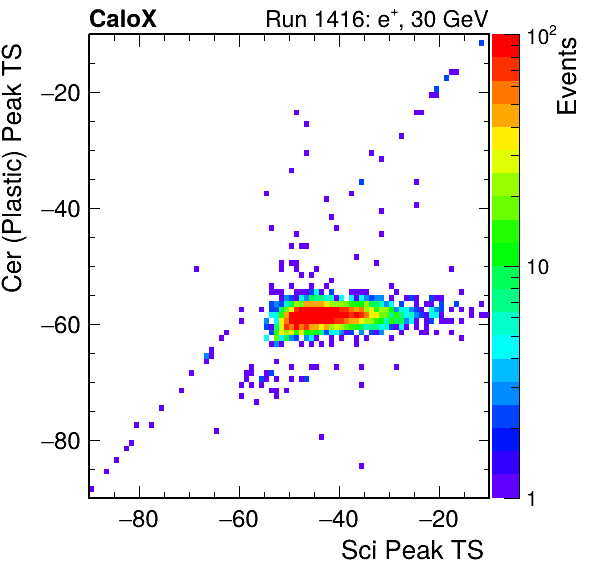 CaloX Run 1416: e⁺, 30 GeV
Cer (Plastic) Peak TS
−20
−40
−60
−80
−80 −60 −40 −20
Sci Peak TS
10²
10
1
Events